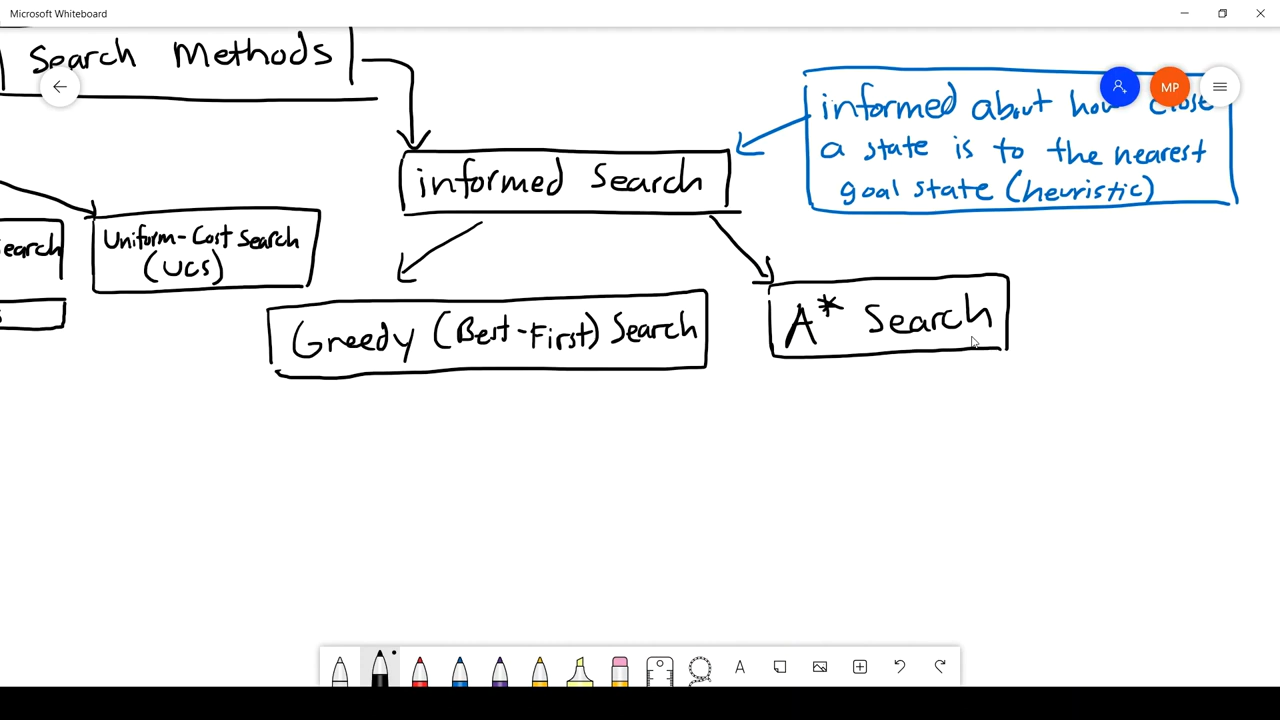 Microsoft Whiteboard
Search Methods
MP
informed about how close
a state is to the nearest
goal state (heuristic)
informed Search
Search
Uniform-Cost Search
(UCS)
Greedy (Best-First) Search
A* Search
A